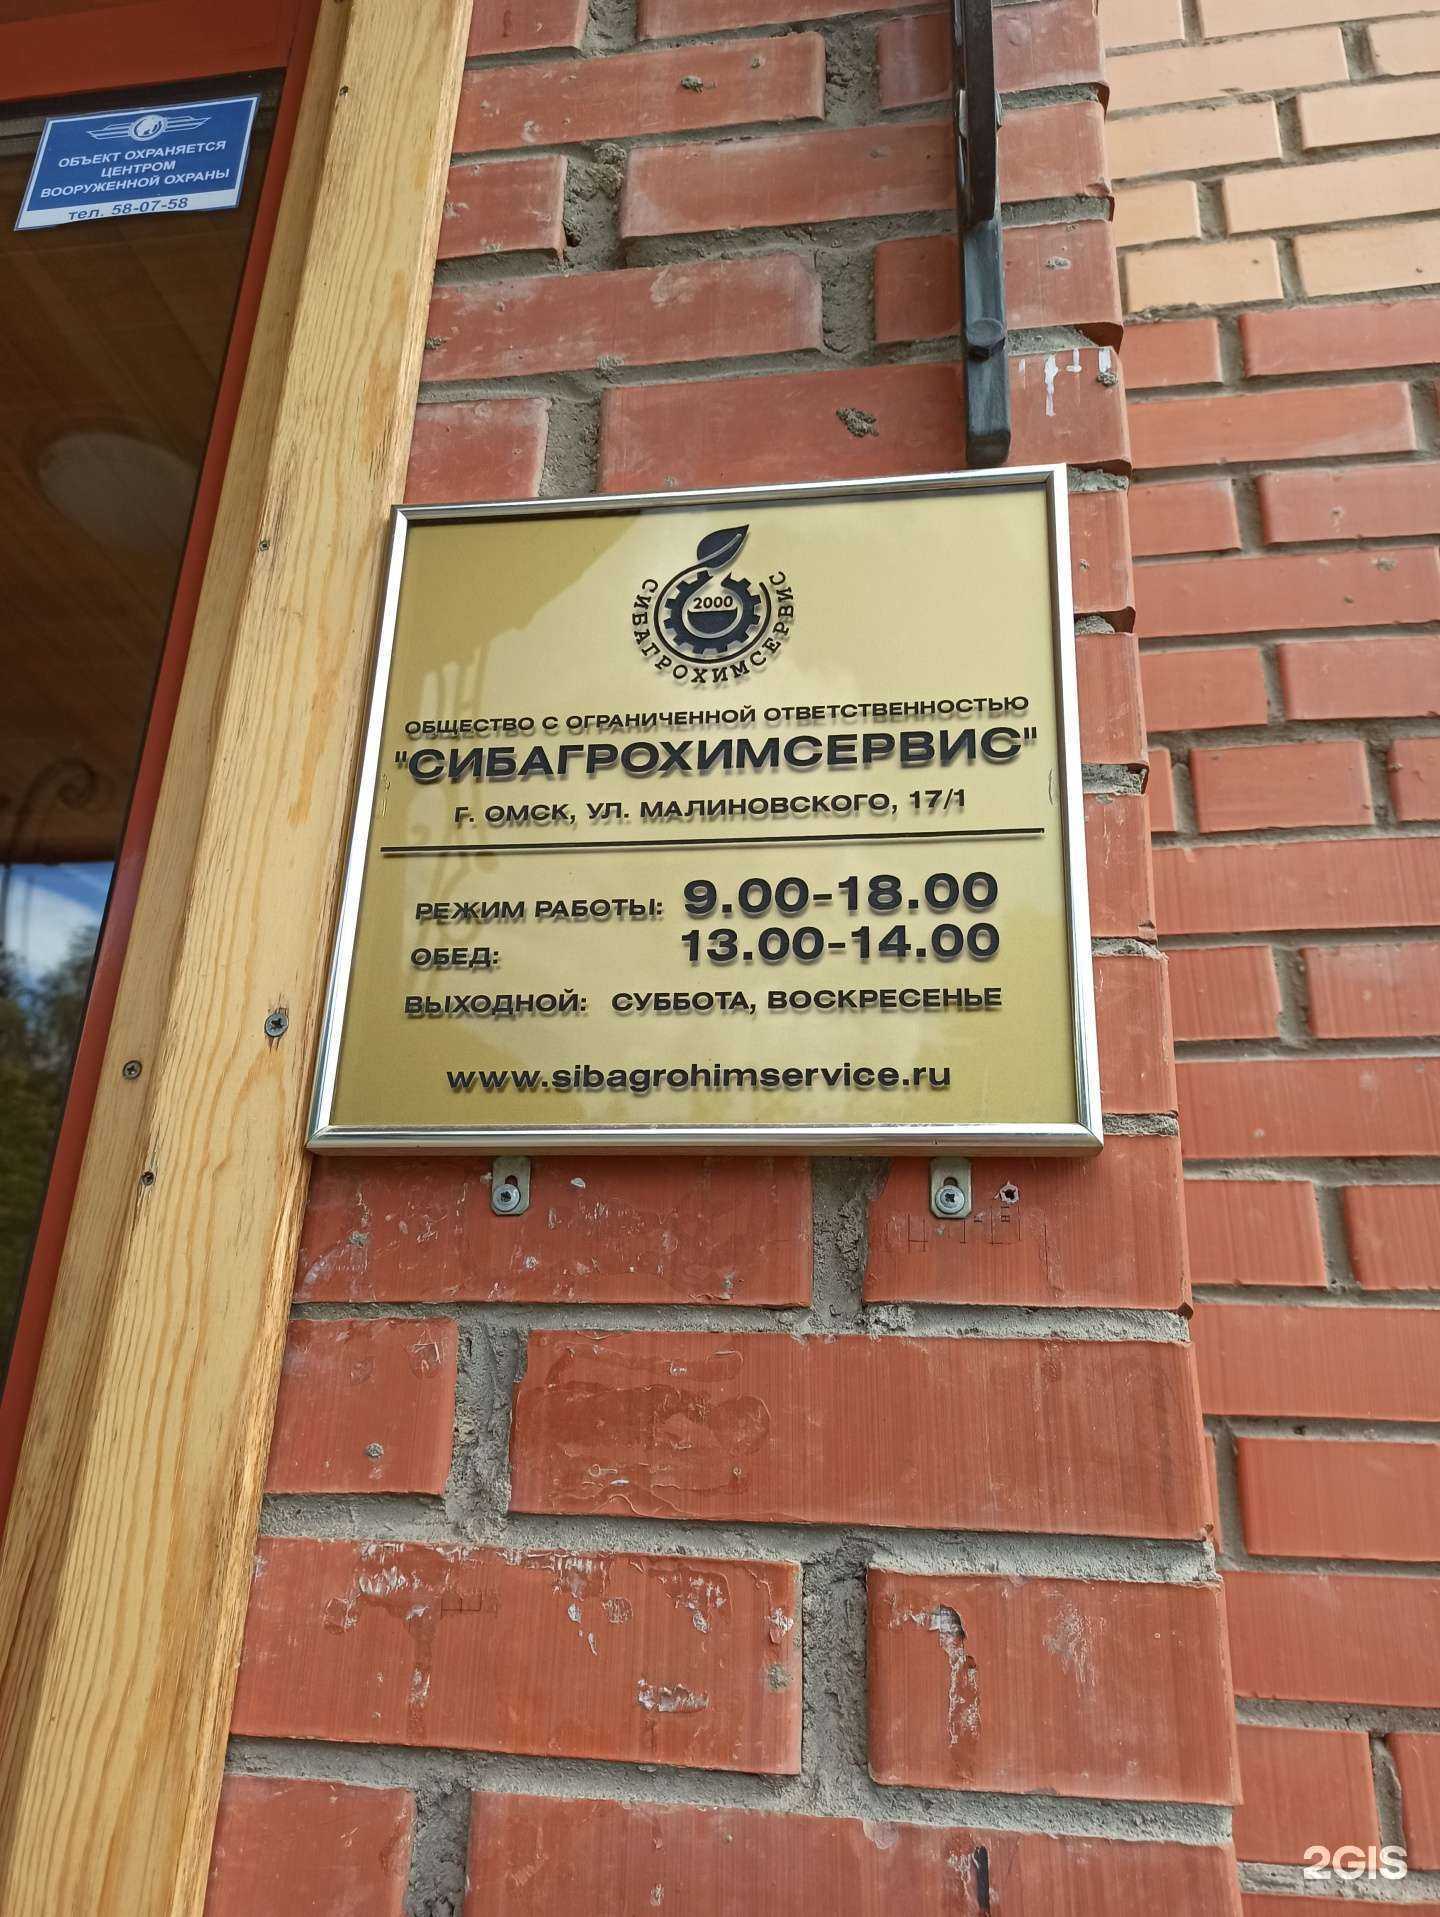 ОБЪЕКТ ОХРАНЯЕТСЯ
ЦЕНТРОМ
ВООРУЖЕННОЙ ОХРАНЫ
тел. 58-07-58
2000
СИБАГРОХИМСЕРВИС
ОБЩЕСТВО С ОГРАНИЧЕННОЙ ОТВЕТСТВЕННОСТЬЮ
"СИБАГРОХИМСЕРВИС"
Г. ОМСК, УЛ. МАЛИНОВСКОГО, 17/1
РЕЖИМ РАБОТЫ: 9.00-18.00
ОБЕД: 13.00-14.00
ВЫХОДНОЙ: СУББОТА, ВОСКРЕСЕНЬЕ
www.sibagrohimservice.ru
2GIS